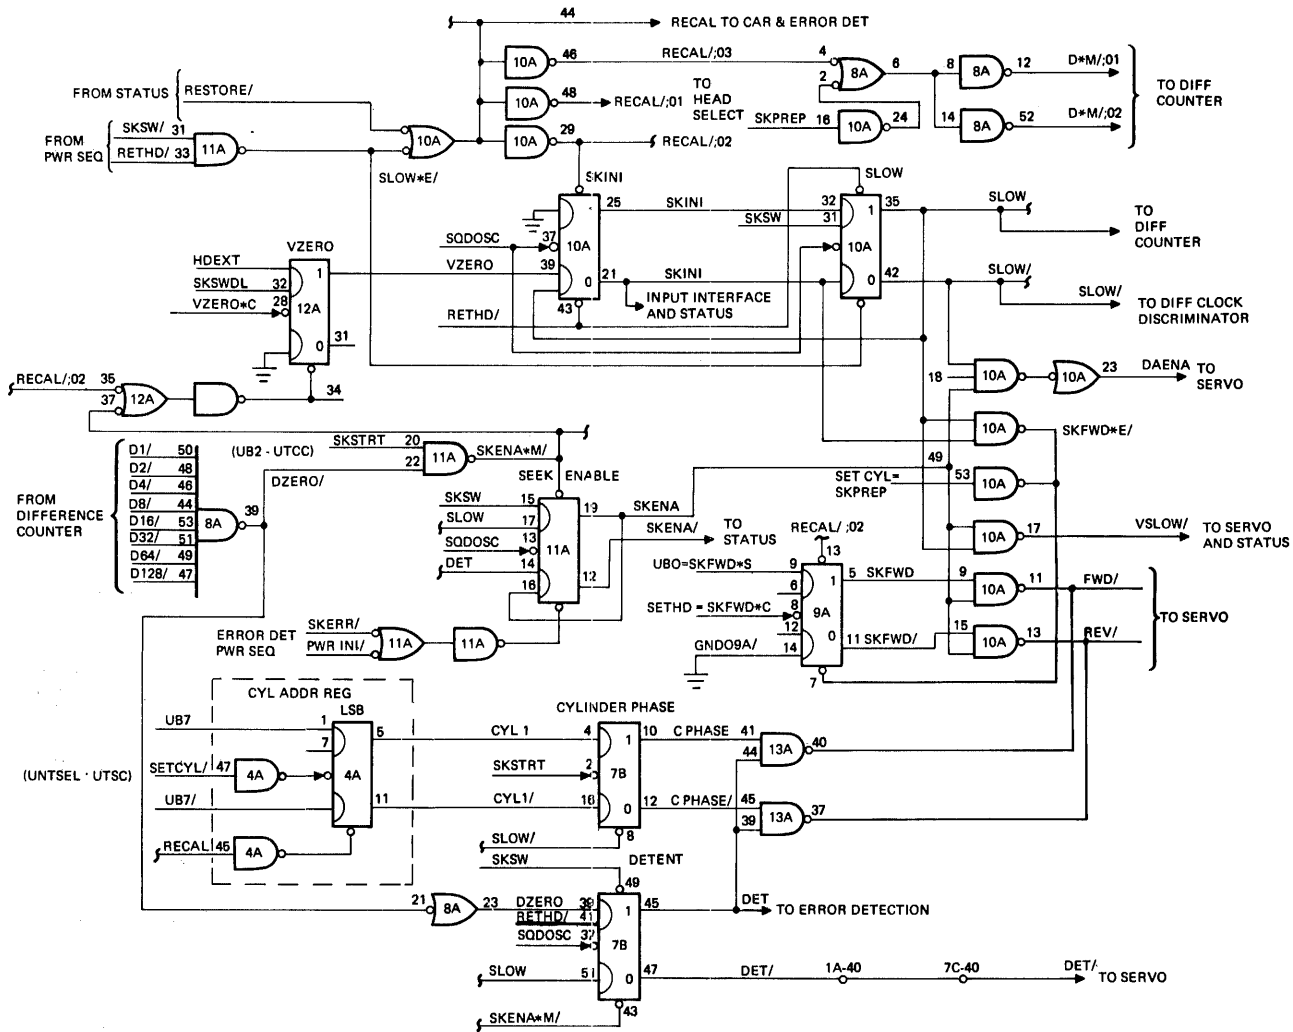 44 RECAL TO CAR & ERROR DET
10A 46 RECAL/;03 4 8A 6 8 8A 12 D*M/;01
FROM STATUS RESTORE/
TO HEAD SELECT
10A 48 RECAL/;01
2
TO DIFF COUNTER
FROM PWR SEQ
SKSW/ 31
RETHD/ 33 11A
10A
SLOW*E/
10A 29 RECAL/;02
SKPREP 16 10A 24
14 8A 52 D*M/;02
SKINI
SLOW
25 SKINI 32 1 35 SLOW
SKSW 31
TO DIFF COUNTER
SQDOSC 37 10A
10A
VZERO
HDEXT
SKSWDL 32
VZERO*C 28
1
12A
0 31
VZERO 39 0 21 SKINI
0 42 SLOW/
INPUT INTERFACE AND STATUS
43
RETHD/
SLOW/ TO DIFF CLOCK DISCRIMINATOR
RECAL/;02 35
37 12A
34
18 10A 10A 23 DAENA TO SERVO
10A SKFWD*E/
FROM DIFFERENCE COUNTER
D1/ 50
D2/ 48
D4/ 46
D8/ 44
D16/ 53
D32/ 51
D64/ 49
D128/ 47
8A 39
(UB2 - UTCC)
SKSTRT 20
22 11A SKENA*M/
DZERO/
SEEK ENABLE
49
SET CYL= SKPREP 53 10A
SKSW 15
SLOW 17
SQDOSC 13
DET 14
16
11A
19 SKENA
12
SKENA/ TO STATUS
10A 17 VSLOW/ TO SERVO AND STATUS
RECAL/ ;02
13
UBO=SKFWD*S 9
6
SETHD = SKFWD*C 8
12
GNDO9A/ 14
1
9A
0
7
5 SKFWD 9 10A 11 FWD/
11 SKFWD/ 15 10A 13 REV/
TO SERVO
ERROR DET PWR SEQ
SKERR/
PWR INI/
11A 11A
CYL ADDR REG
LSB
UB7 1
7
(UNTSEL · UTSC)
SETCYL/ 47 4A 4A
UB7/
RECAL 45 4A
5 CYL 1 4
11 CYL1/ 16
CYLINDER PHASE
SKSTRT 2
1
7B
0
8
SLOW/
10 C PHASE 41
44 13A 40
12 C PHASE/ 45
39 13A 37
SKSW
DETENT
49
21 8A 23 DZERO 39
RETHD/ 41
SQDOSC 37
SLOW 51
1
7B
0
45 DET TO ERROR DETECTION
47 DET/ 1A-40 7C-40 DET/ TO SERVO
43
SKENA*M/